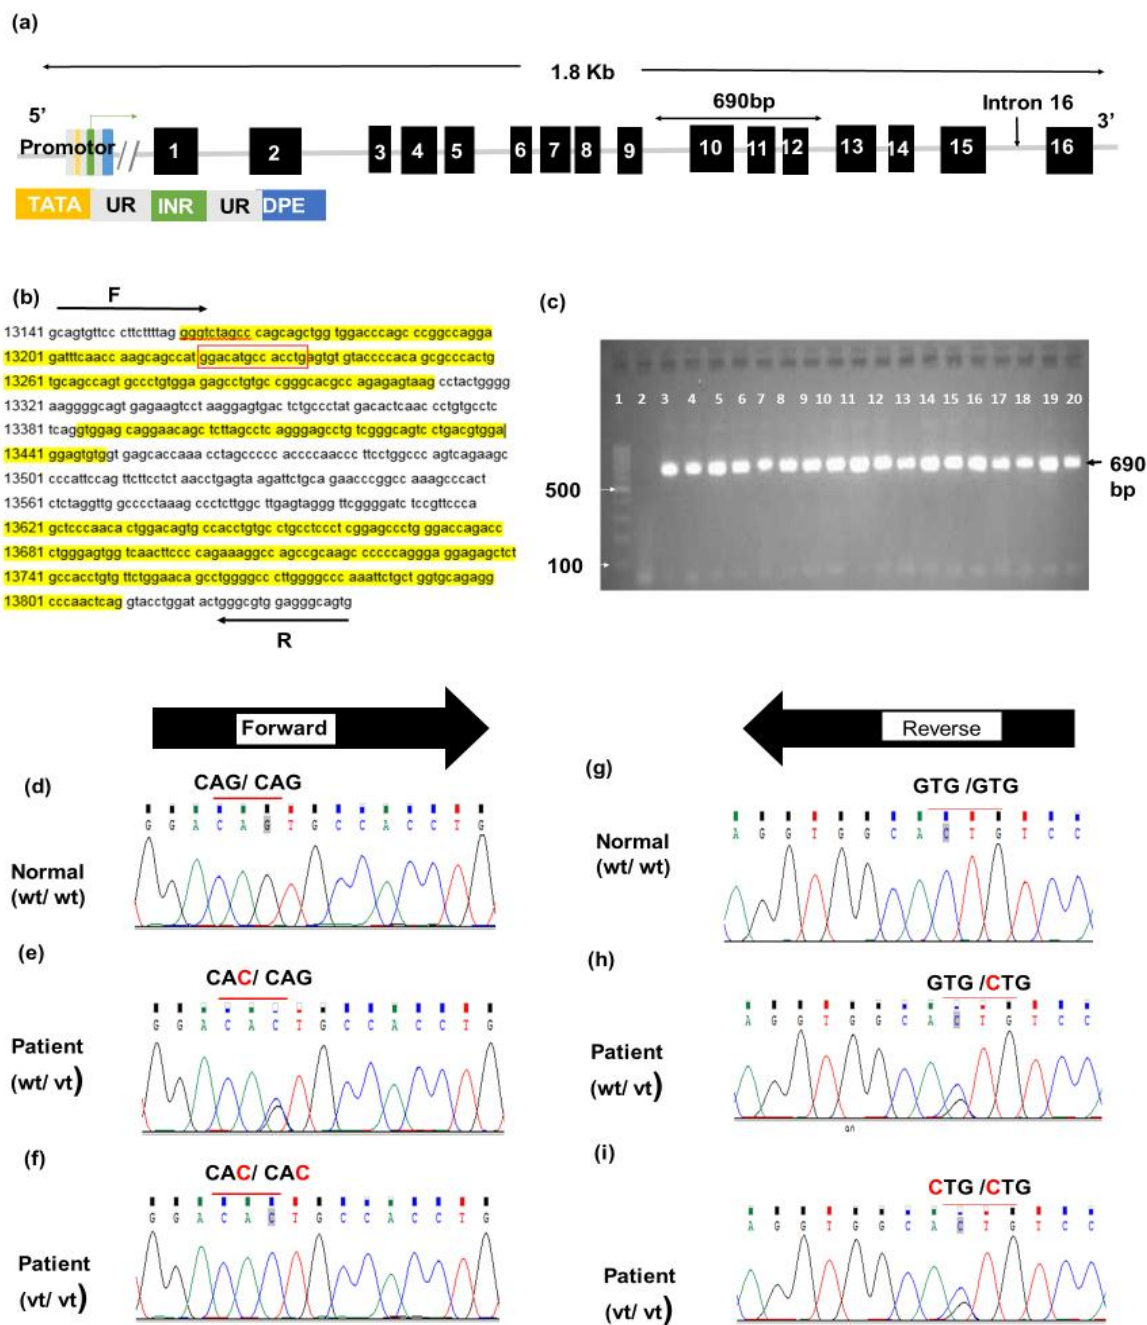 (a)
1.8 Kb
5'
690bp
Intron 16
3'
Promotor
1 2 3 4 5 6 7 8 9 10 11 12 13 14 15 16
TATA UR INR UR DPE
(b)
F
13141 gcagtgttcc cttcttttag gggtctagcc cagcagctgg tggacccagc ccggccagga
13201 gatttcaacc aagcagccat ggacatgcc acctgagtgt gtaccccaca gcgcccactg
13261 tgcagccagt gccctgtgga gagcctgtgc cgggcacgcc agagagtaag cctactgggg
13321 aaggggcagt gagaagtcct aaggagtgac tctgccctat gacactcaac cctgtgcctc
13381 tcaggtggag caggaacagc tcttagcctc agggagcctg tcgggcagtc ctgacgtgga
13441 ggagtgtggt gagcaccaaa cctagccccc accccaaccc ttcctggccc agtcagaagc
13501 cccattccag ttcttcctct aacctgagta agattctgca gaacccggcc aaagcccact
13561 ctctaggttg gcccctaaag ccctcttggc ttgagtaggg ttcggggatc tccgttccca
13621 gctcccaaca ctggacagtg ccacctgtgc ctgcctccct cggagccctg ggaccagacc
13681 ctgggagtgg tcaacttccc cagaaaggcc agccgcaagc cccccaggga ggagagctct
13741 gccacctgtg ttctggaaca gcctggggcc cttggggccc aaattctgct ggtgcagagg
13801 cccaactcag gtacctggat actgggcgtg gagggcagtg
R
(c)
1 2 3 4 5 6 7 8 9 10 11 12 13 14 15 16 17 18 19 20
500
100
690
bp
Forward
Reverse
(d)
CAG/ CAG
G G A C A G T G C C A C C T G
Normal
(wt/ wt)
(g)
GTG /GTG
A G G T G G C A C T G T C C
Normal
(wt/ wt)
(e)
CAC/ CAG
G G A C A C T G C C A C C T G
Patient
(wt/ vt)
(h)
GTG /CTG
A G G T G G C A C T G T C C
Patient
(wt/ vt)
(f)
CAC/ CAC
G G A C A C T G C C A C C T G
Patient
(vt/ vt)
(i)
CTG /CTG
A G G T G G C A C T G T C C
Patient
(vt/ vt)